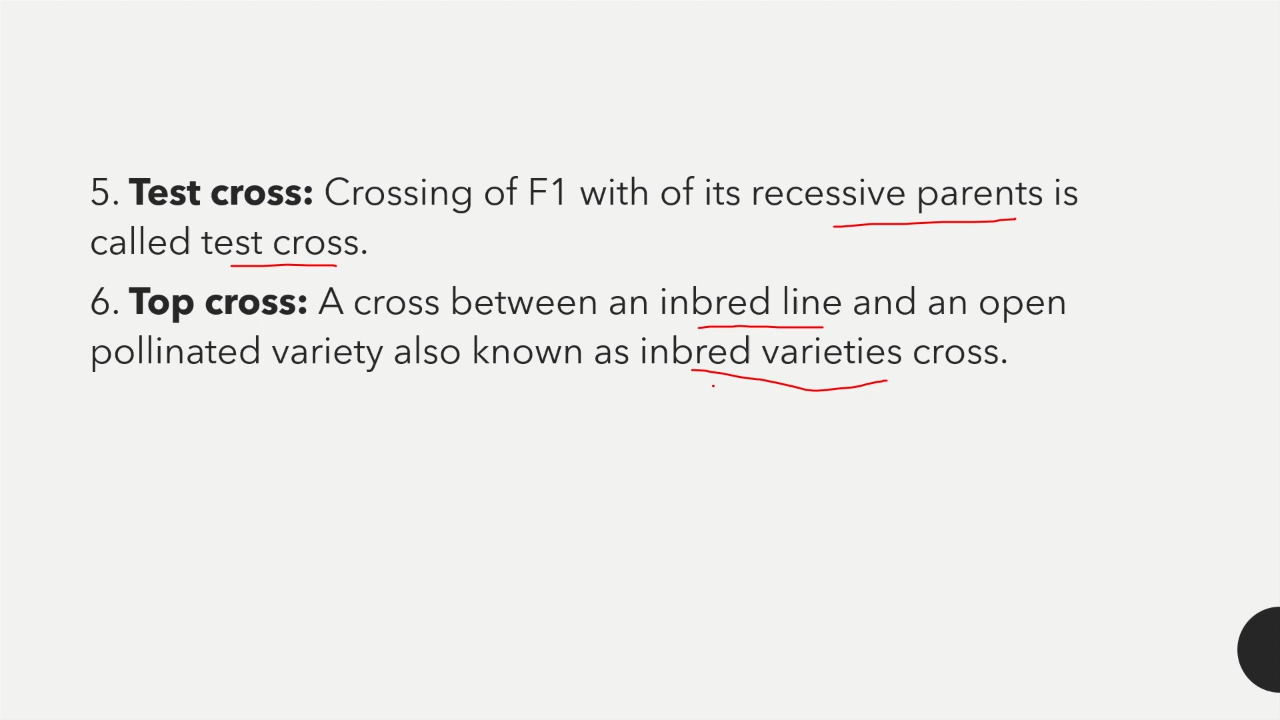 5. Test cross: Crossing of F1 with of its recessive parents is
called test cross.
6. Top cross: A cross between an inbred line and an open
pollinated variety also known as inbred varieties cross.